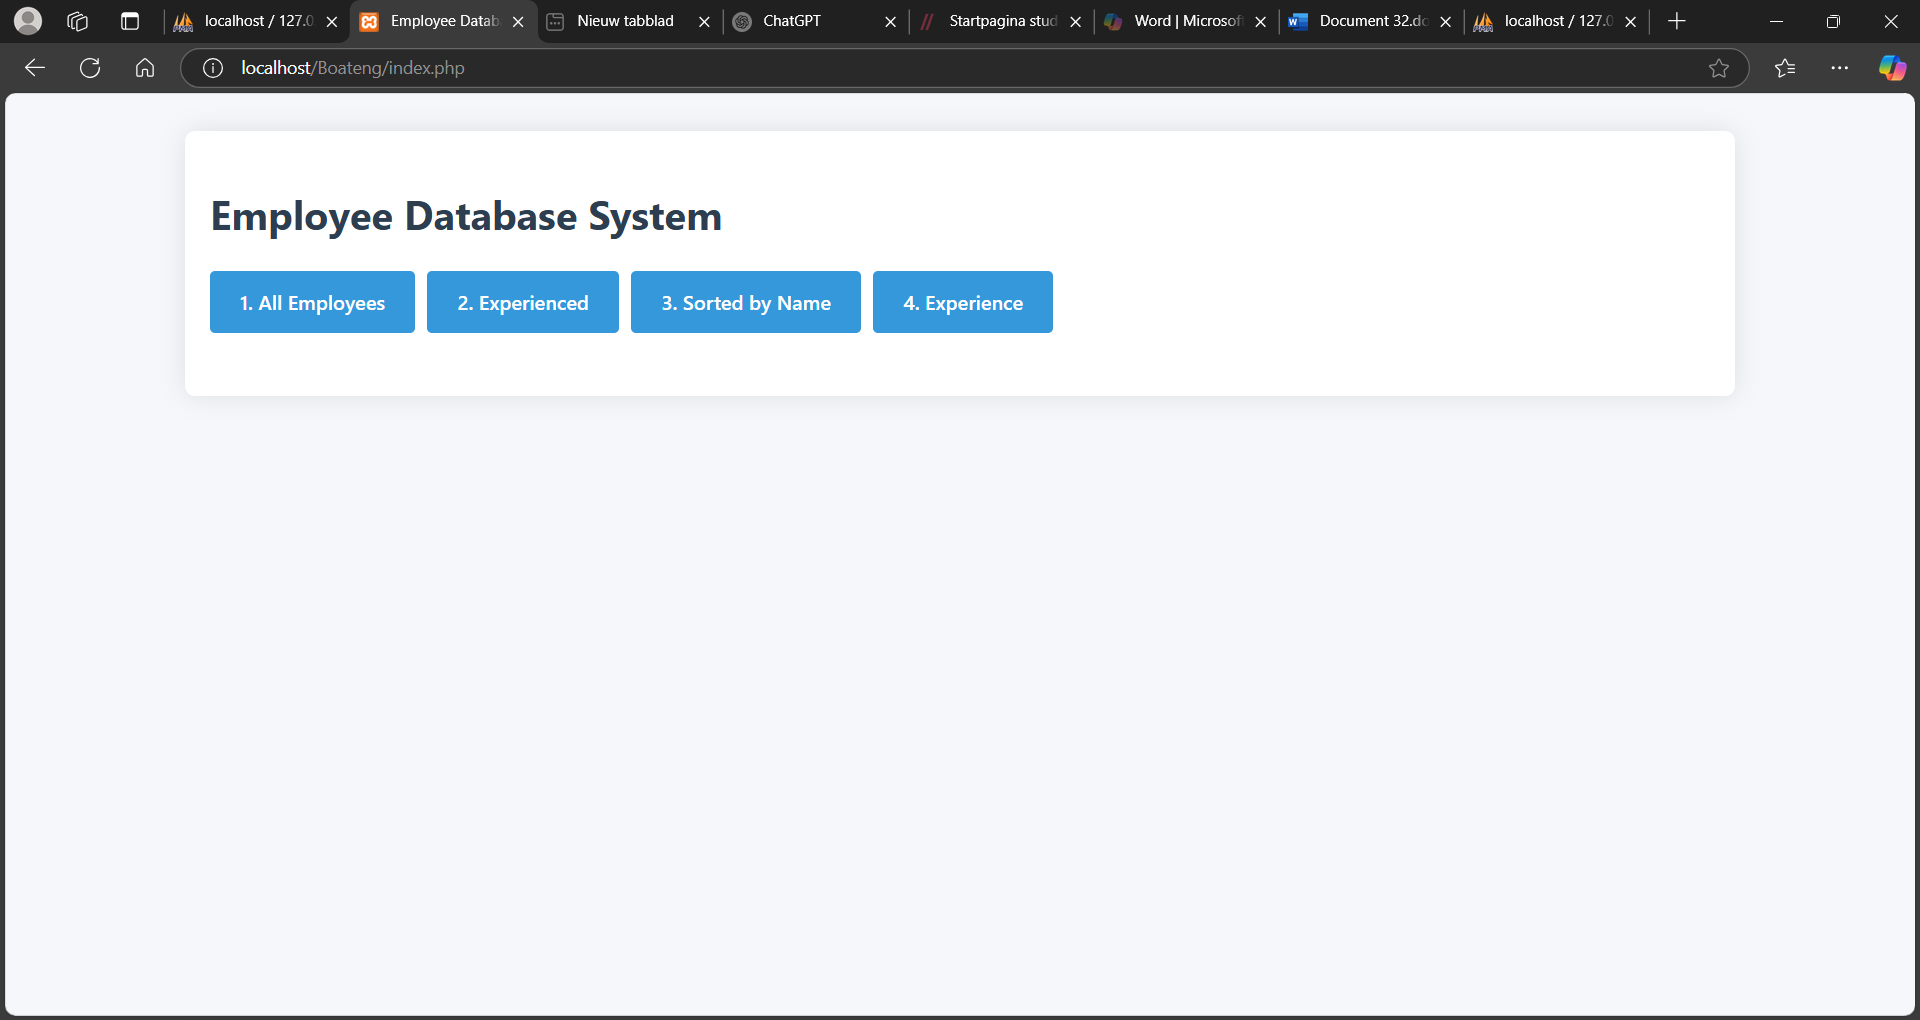 localhost / 127.0
Employee Datab
Nieuw tabblad
ChatGPT
Startpagina stud
Word | Microsof
Document 32.do
localhost / 127.0
localhost/Boateng/index.php
Employee Database System
1. All Employees
2. Experienced
3. Sorted by Name
4. Experience